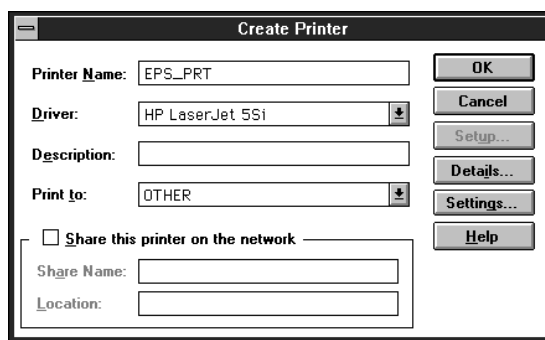 Create Printer
Printer Name: EPS_PRT
Driver: HP LaserJet 5Si
Description:
Print to: OTHER
Share this printer on the network
Share Name:
Location:
OK
Cancel
Setup...
Details...
Settings...
Help